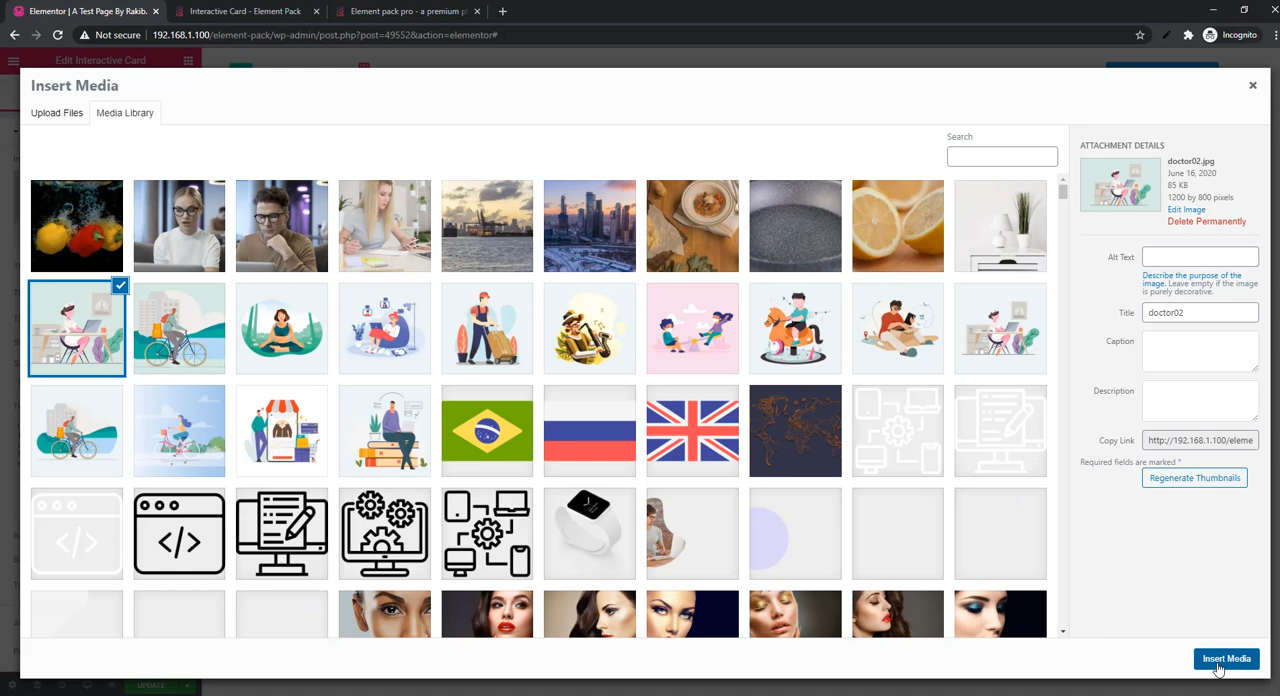 Elementor | A Test Page By Rakib.
Interactive Card - Element Pack
Element pack pro - a premium p
Not secure
192.168.1.100/element-pack/wp-admin/post.php?post=49552&action=elementor#
Incognito
Edit Interactive Card
Insert Media
Upload Files
Media Library
Search
ATTACHMENT DETAILS
doctor02.jpg
June 16, 2020
85 KB
1200 by 800 pixels
Edit Image
Delete Permanently
Alt Text
Describe the purpose of the
image. Leave empty if the image
is purely decorative.
Title
doctor02
Caption
Description
Copy Link
http://192.168.1.100/eleme
Required fields are marked *
Regenerate Thumbnails
Insert Media
UPDATE